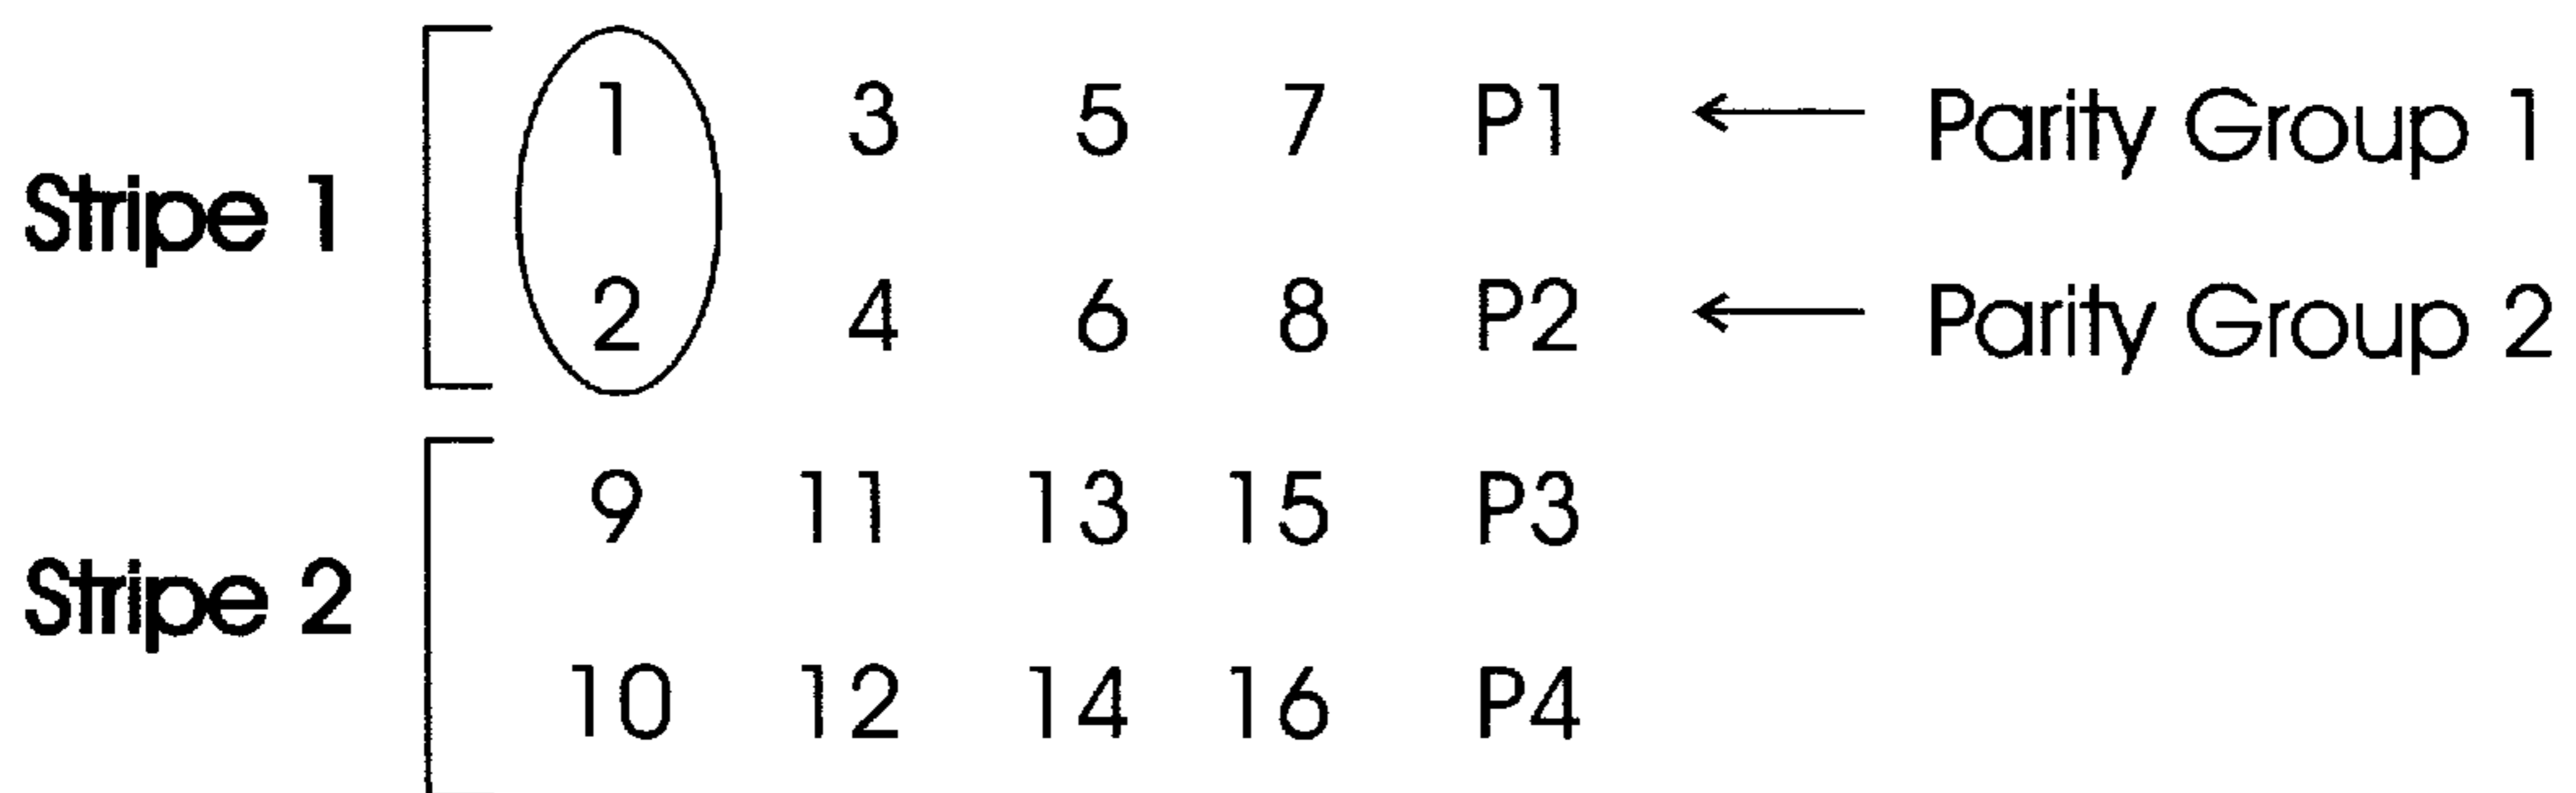 1 3 5 7 P1 Parity Group 1
Stripe 1
2 4 6 8 P2 Parity Group 2
9 11 13 15 P3
Stripe 2
10 12 14 16 P4